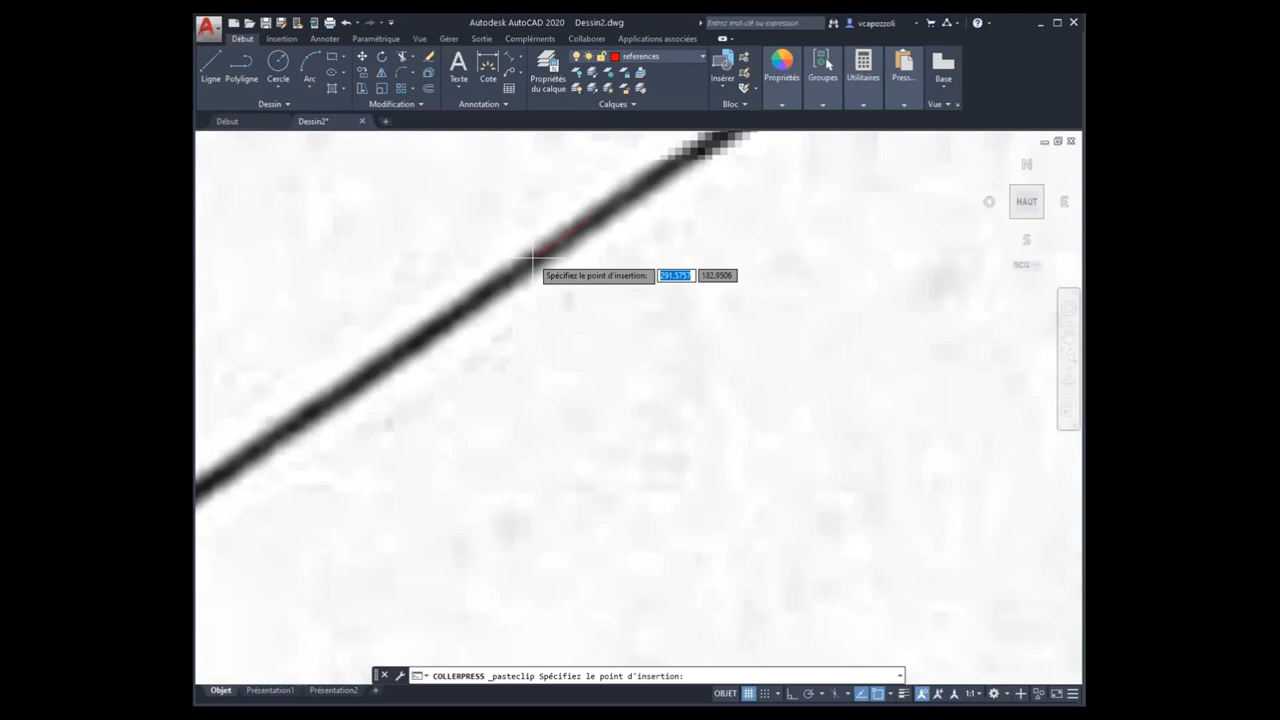 Autodesk AutoCAD 2020 Dessin2.dwg
Entrez mot-clé ou expression
vcapozzoli
Début Insertion Annoter Paramétrique Vue Gérer Sortie Compléments Collaborer Applications associées
references
Ligne Polyligne Cercle Arc Texte Cote Propriétés du calque Insérer Propriétés Groupes Utilitaires Press... Base
Dessin Modification Annotation Calques Bloc Vue
Début Dessin2*
N
O HAUT E
S
SCG
Spécifiez le point d'insertion: 291.5757 182.9506
COLLERPRESS _pasteclip Spécifiez le point d'insertion:
Objet Présentation1 Présentation2 OBJET 1:1